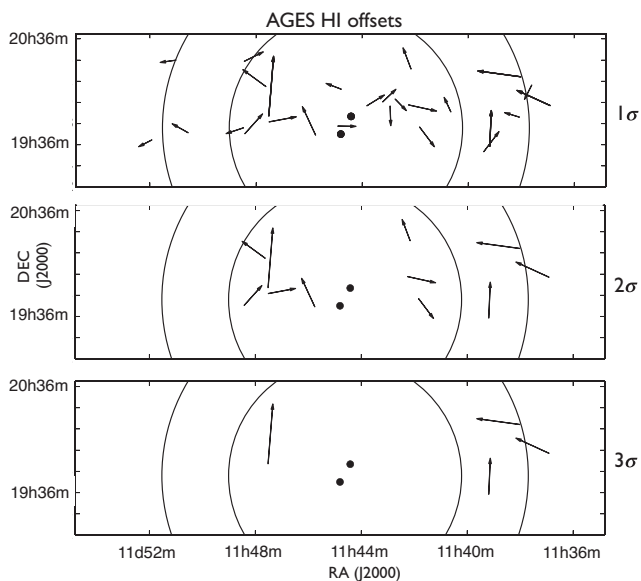 AGES HI offsets
20h36m
19h36m
1σ
20h36m
19h36m
2σ
DEC
(J2000)
20h36m
19h36m
3σ
11d52m 11h48m 11h44m 11h40m 11h36m
RA (J2000)